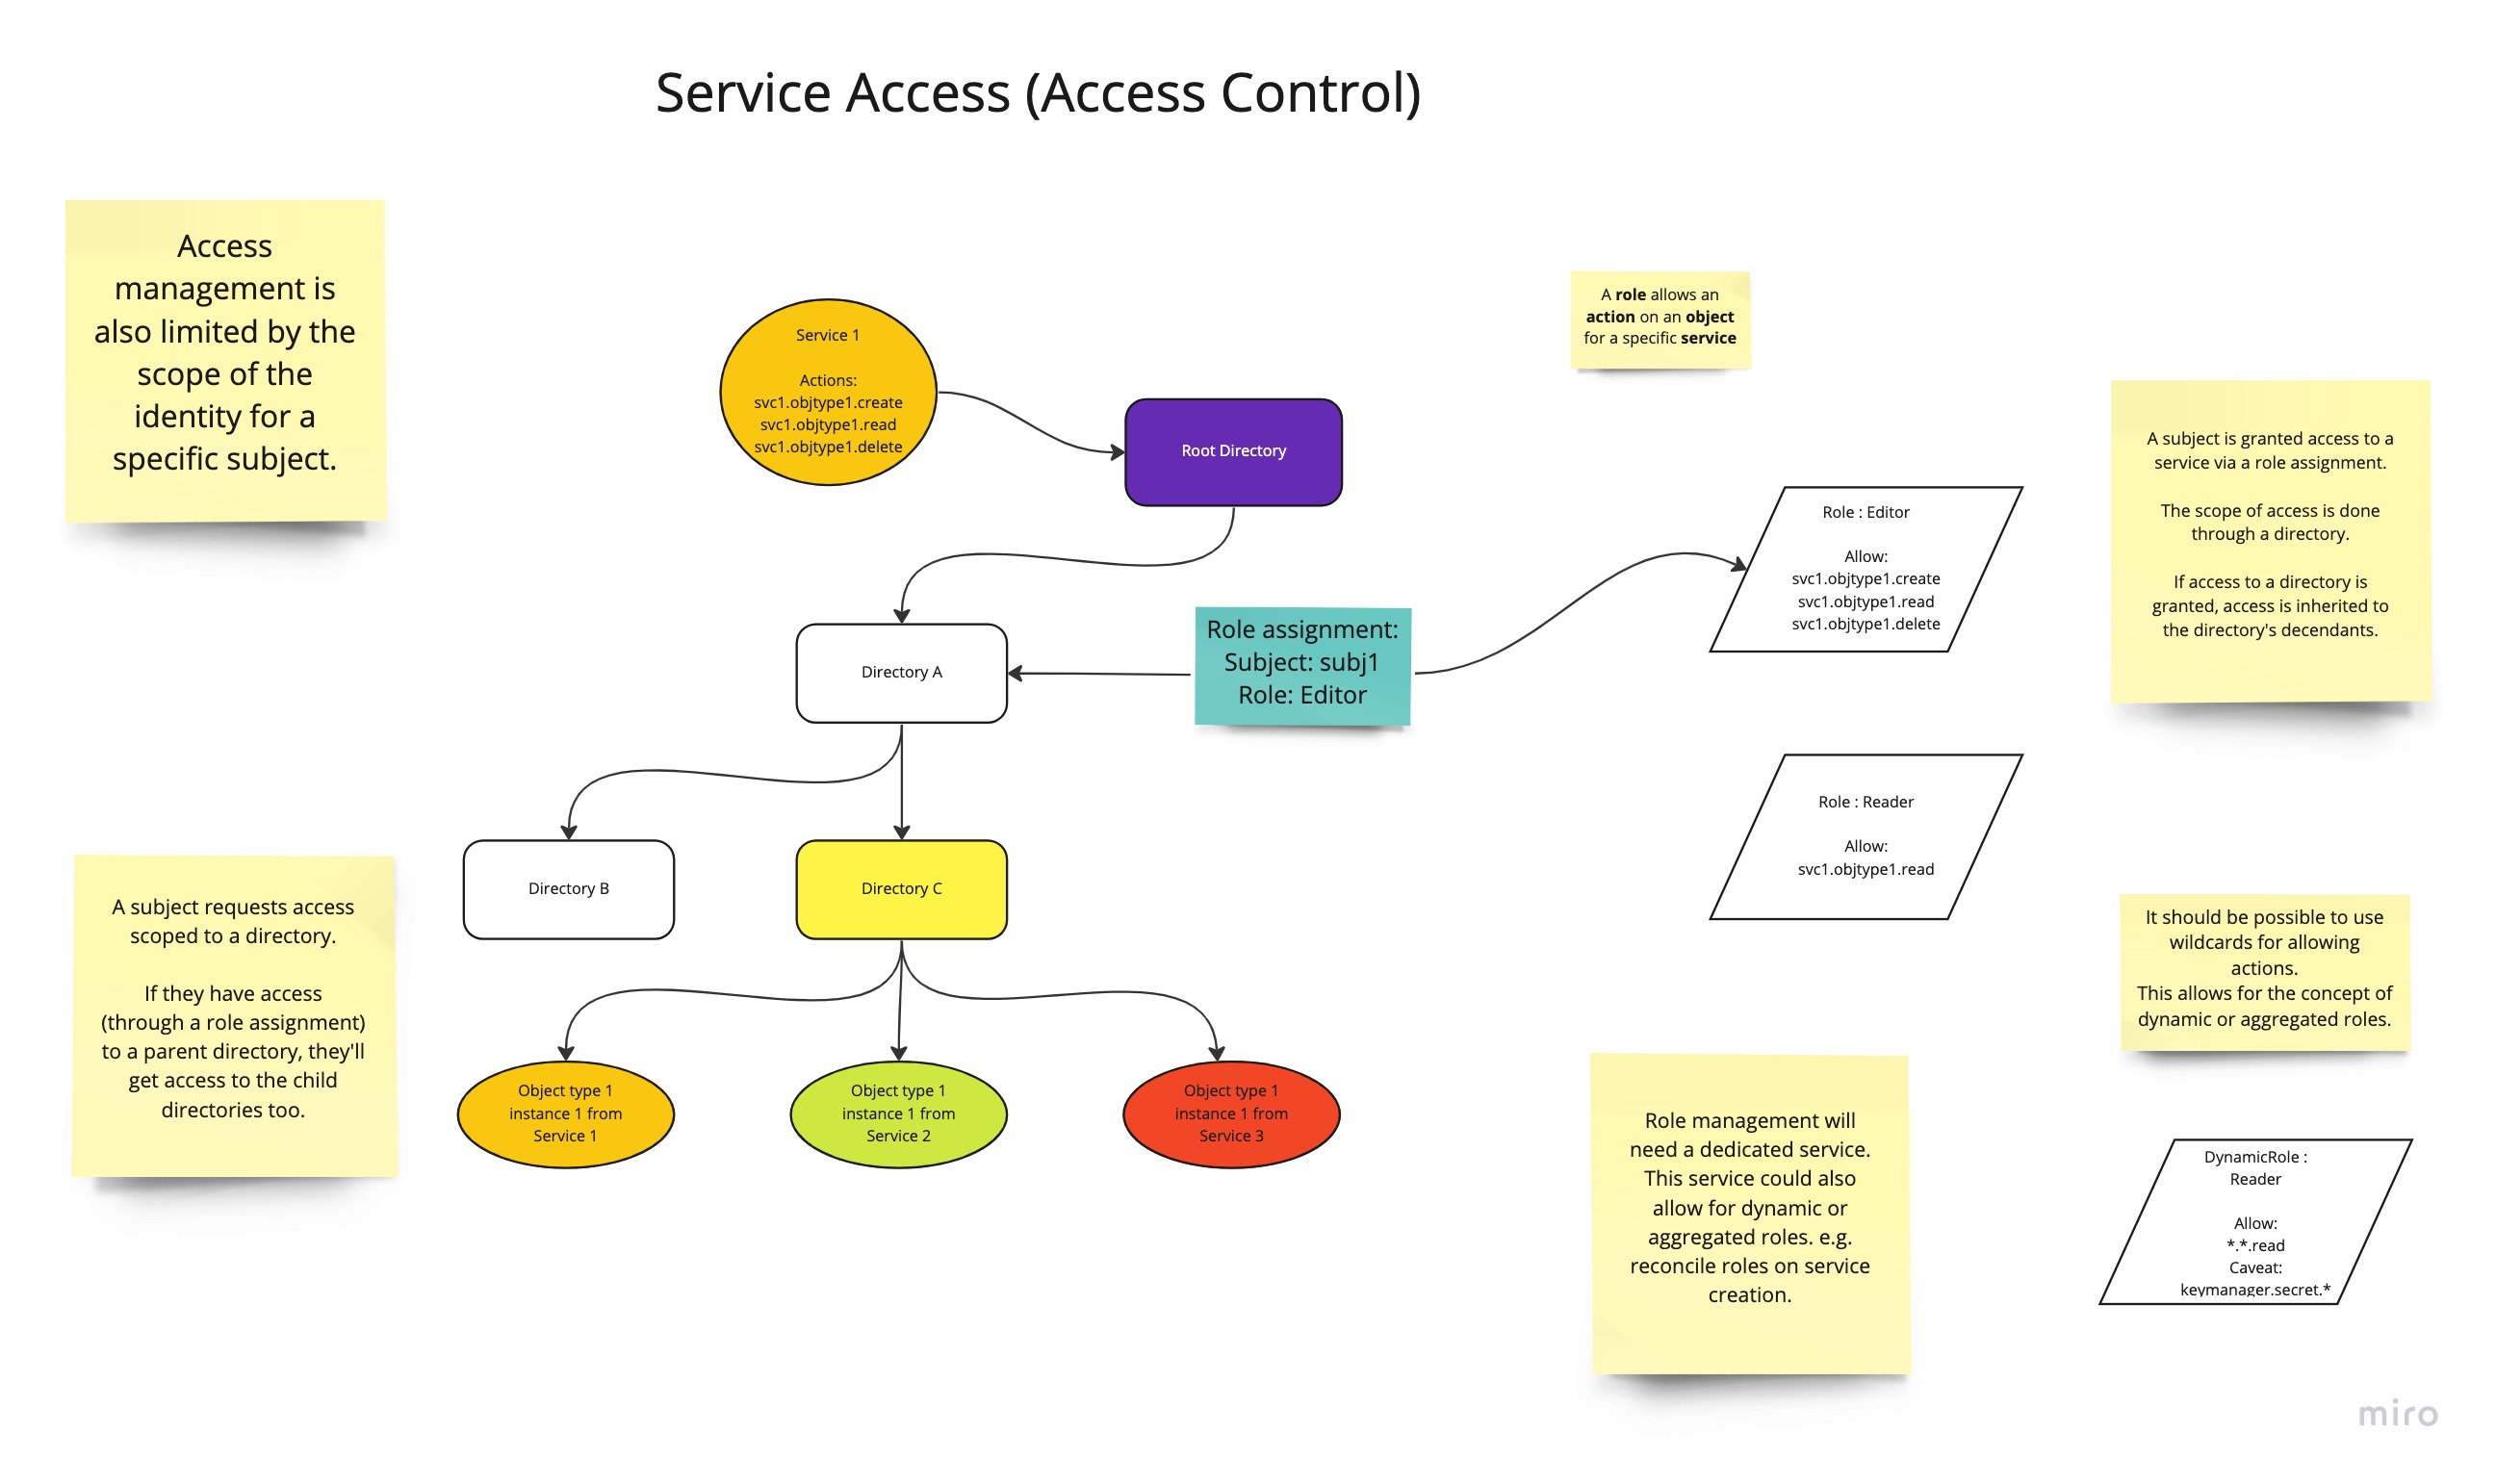 Service Access (Access Control)
Access
management is
also limited by the
scope of the
identity for a
specific subject.
Service 1
Actions:
svc1.objtype1.create
svc1.objtype1.read
svc1.objtype1.delete
Root Directory
A role allows an
action on an object
for a specific service
A subject is granted access to a
service via a role assignment.
The scope of access is done
through a directory.
If access to a directory is
granted, access is inherited to
the directory's decendants.
Role : Editor
Allow:
svc1.objtype1.create
svc1.objtype1.read
svc1.objtype1.delete
Directory A
Role assignment:
Subject: subj1
Role: Editor
Role : Reader
Allow:
svc1.objtype1.read
Directory B
Directory C
A subject requests access
scoped to a directory.
If they have access
(through a role assignment)
to a parent directory, they'll
get access to the child
directories too.
It should be possible to use
wildcards for allowing
actions.
This allows for the concept of
dynamic or aggregated roles.
Object type 1
instance 1 from
Service 1
Object type 1
instance 1 from
Service 2
Object type 1
instance 1 from
Service 3
Role management will
need a dedicated service.
This service could also
allow for dynamic or
aggregated roles. e.g.
reconcile roles on service
creation.
DynamicRole :
Reader
Allow:
*.*.read
Caveat:
keymanager.secret.*
miro